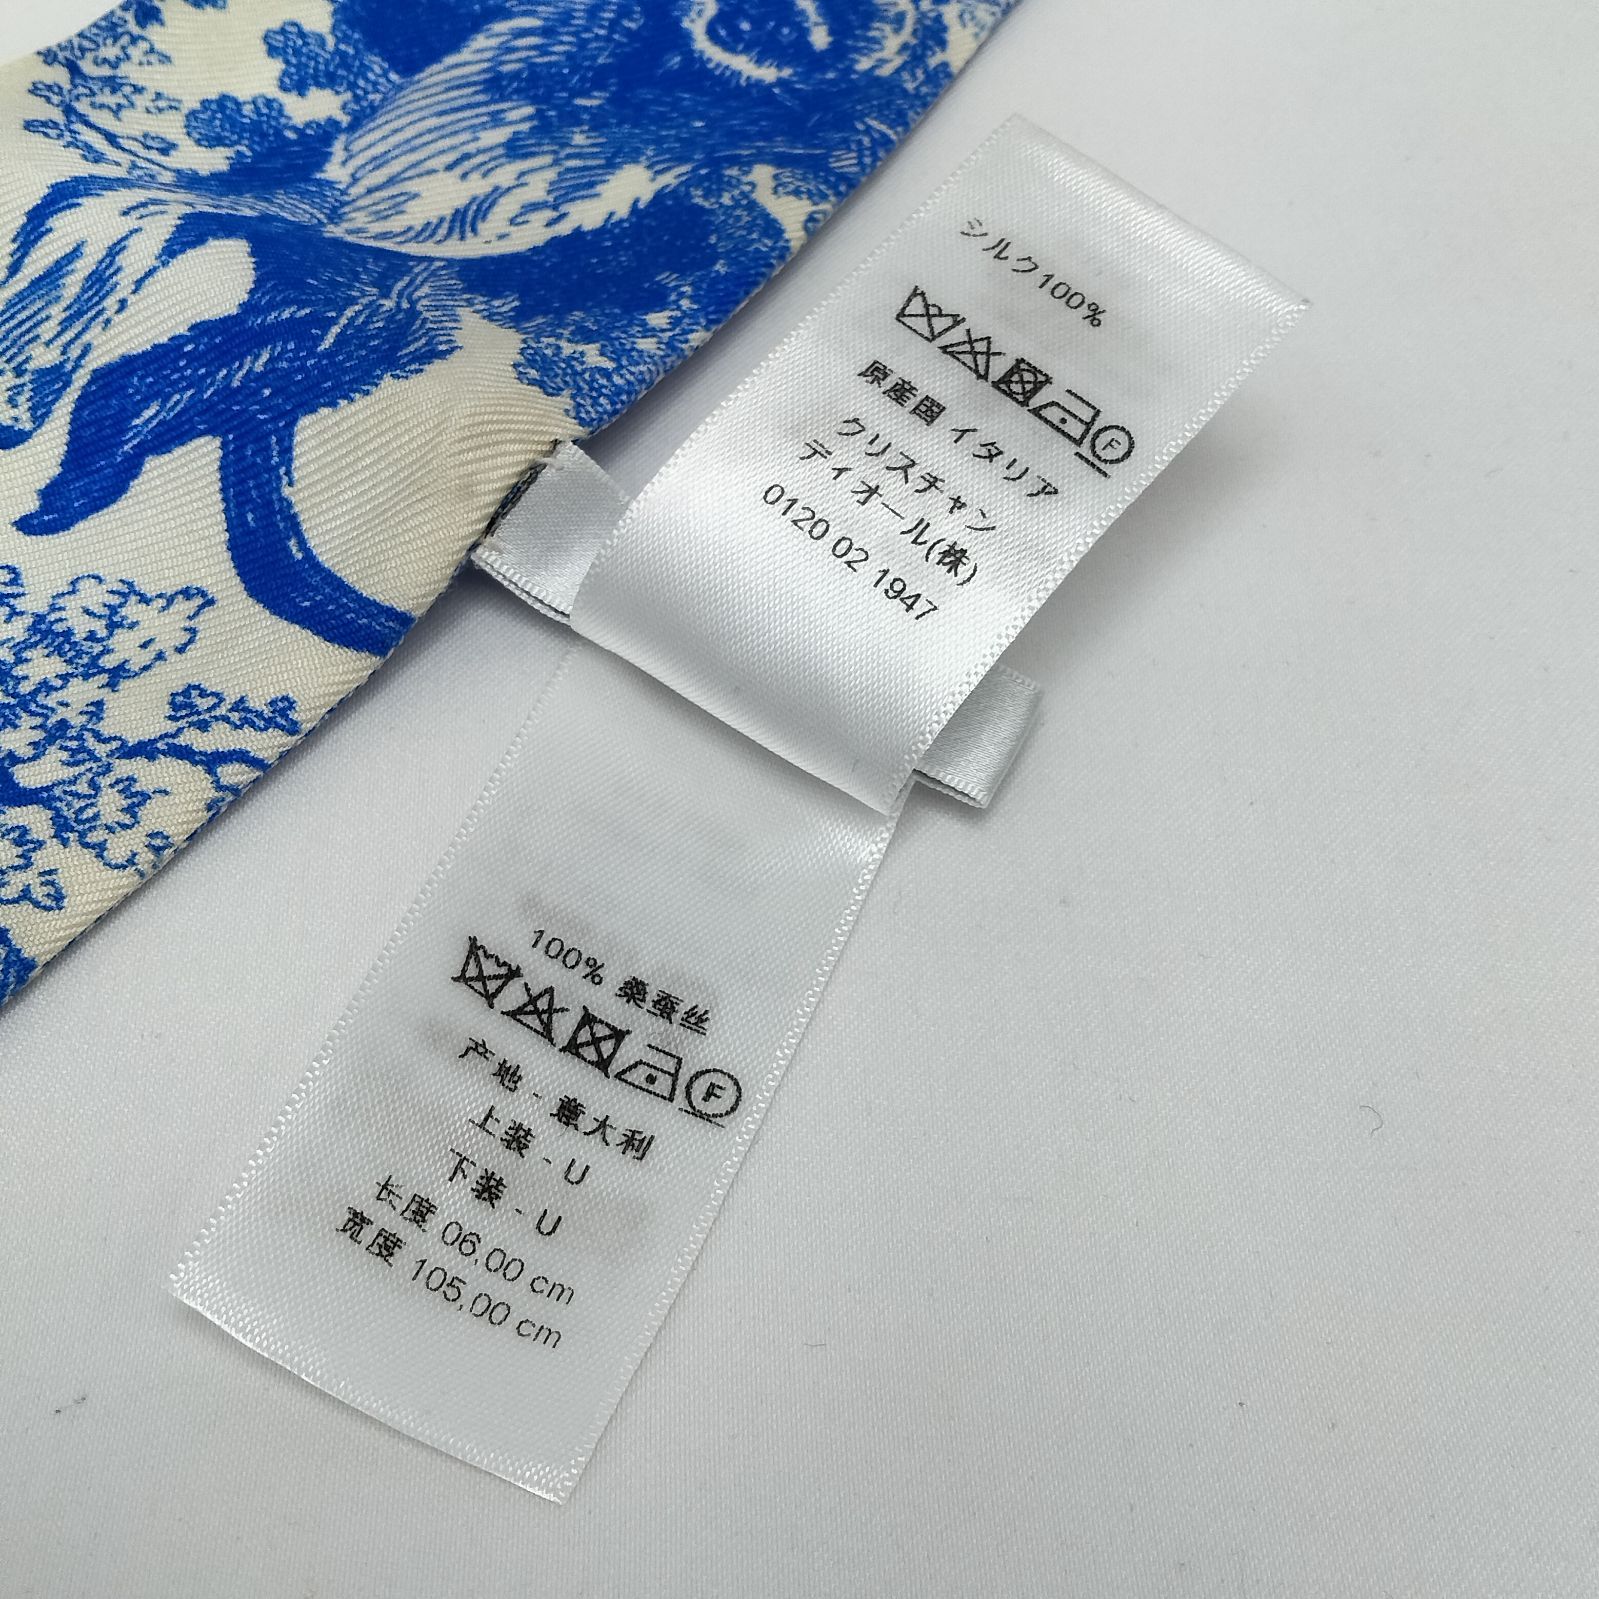 シルク100%
F
原産国 イタリア
クリスチャン
ディオール(株)
0120 02 1947
100% 桑蚕丝
F
产地 - 意大利
上装 - U
下装 - U
长度 06,00 cm
宽度 105,00 cm